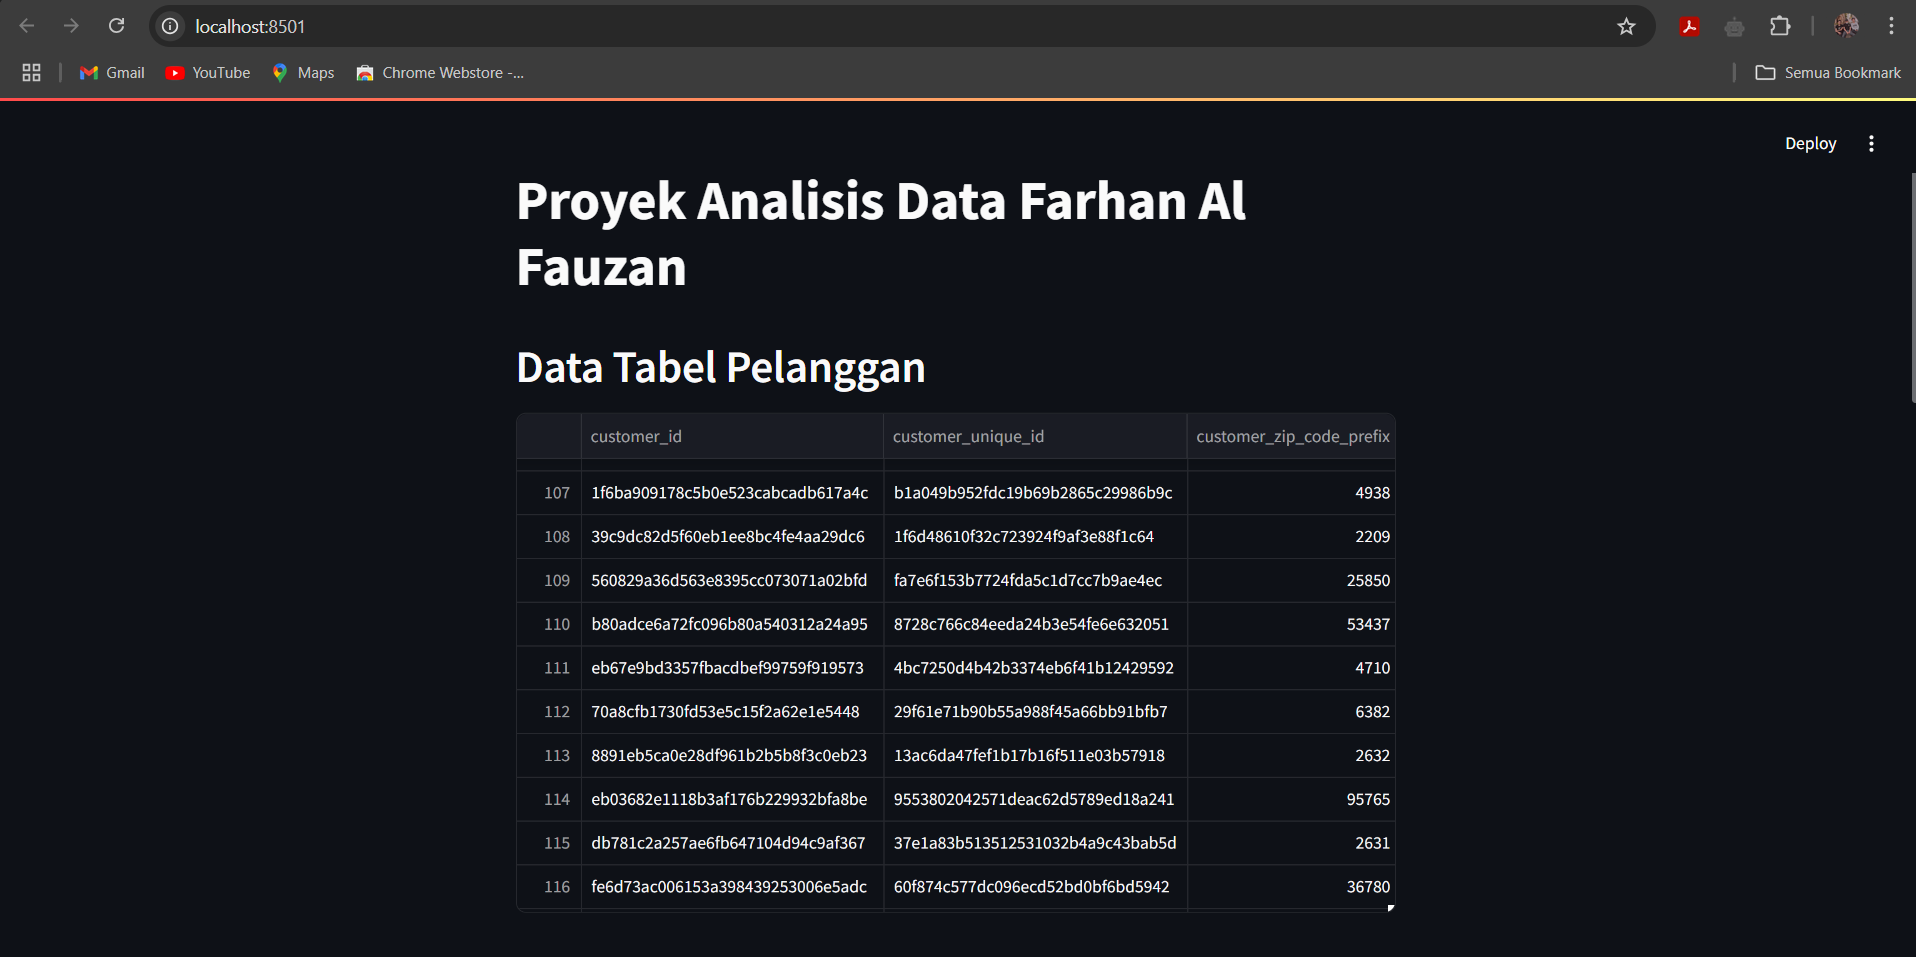 localhost:8501
Gmail YouTube Maps Chrome Webstore -... Semua Bookmark
Deploy
Proyek Analisis Data Farhan Al
Fauzan
Data Tabel Pelanggan
customer_id customer_unique_id customer_zip_code_prefix
107 1f6ba909178c5b0e523cabcadb617a4c b1a049b952fdc19b69b2865c29986b9c 4938
108 39c9dc82d5f60eb1ee8bc4fe4aa29dc6 1f6d48610f32c723924f9af3e88f1c64 2209
109 560829a36d563e8395cc073071a02bfd fa7e6f153b7724fda5c1d7cc7b9ae4ec 25850
110 b80adce6a72fc096b80a540312a24a95 8728c766c84eeda24b3e54fe6e632051 53437
111 eb67e9bd3357fbacdbef99759f919573 4bc7250d4b42b3374eb6f41b12429592 4710
112 70a8cfb1730fd53e5c15f2a62e1e5448 29f61e71b90b55a988f45a66bb91bfb7 6382
113 8891eb5ca0e28df961b2b5b8f3c0eb23 13ac6da47fef1b17b16f511e03b57918 2632
114 eb03682e1118b3af176b229932bfa8be 9553802042571deac62d5789ed18a241 95765
115 db781c2a257ae6fb647104d94c9af367 37e1a83b513512531032b4a9c43bab5d 2631
116 fe6d73ac006153a398439253006e5adc 60f874c577dc096ecd52bd0bf6bd5942 36780